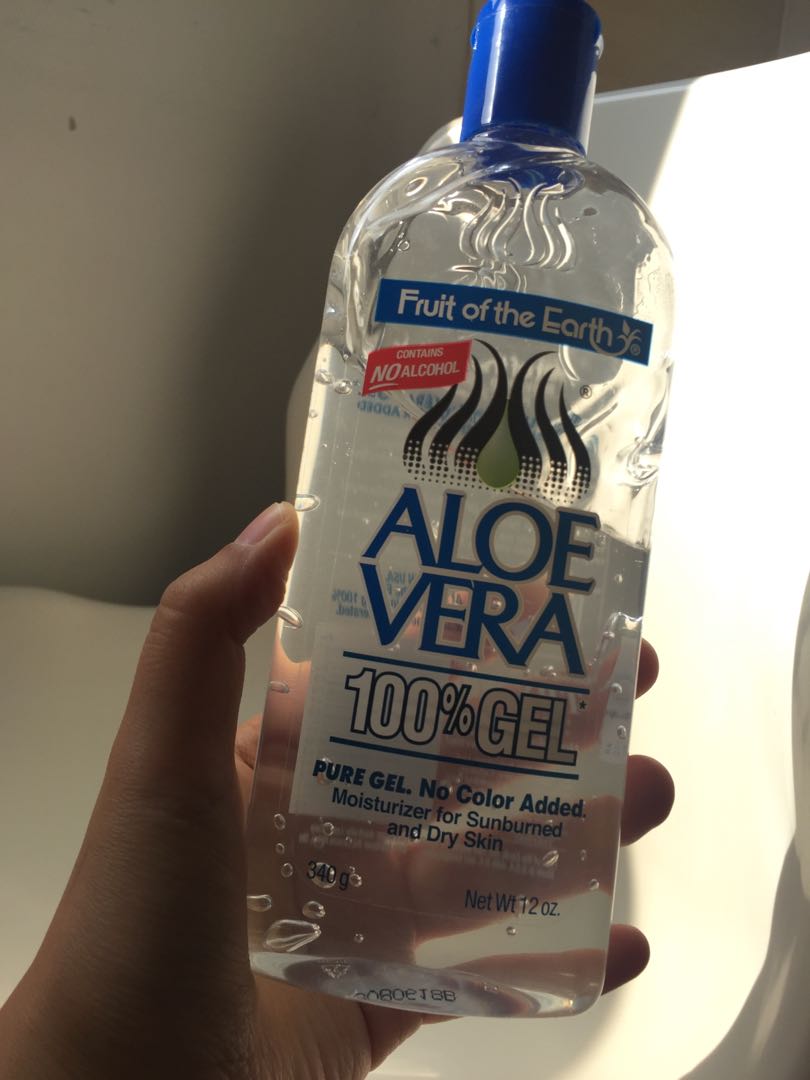 Fruit of the Earth®
CONTAINS
NO ALCOHOL
®
ALOE
VERA
100% GEL*
PURE GEL. No Color Added.
Moisturizer for Sunburned
and Dry Skin
340 g
Net Wt 12 oz.